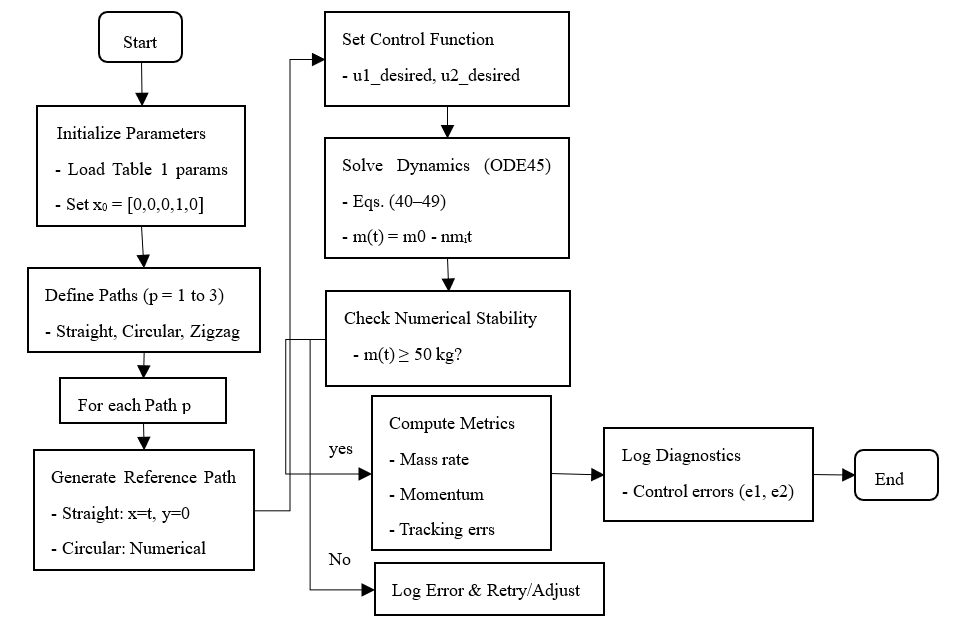 Start
Initialize Parameters
- Load Table 1 params
- Set x₀ = [0,0,0,1,0]
Define Paths (p = 1 to 3)
- Straight, Circular, Zigzag
For each Path p
Generate Reference Path
- Straight: x=t, y=0
- Circular: Numerical
Set Control Function
- u1_desired, u2_desired
Solve Dynamics (ODE45)
- Eqs. (40–49)
- m(t) = m0 - nmᵢt
Check Numerical Stability
- m(t) ≥ 50 kg?
yes
Compute Metrics
- Mass rate
- Momentum
- Tracking errs
Log Diagnostics
- Control errors (e1, e2)
End
No
Log Error & Retry/Adjust